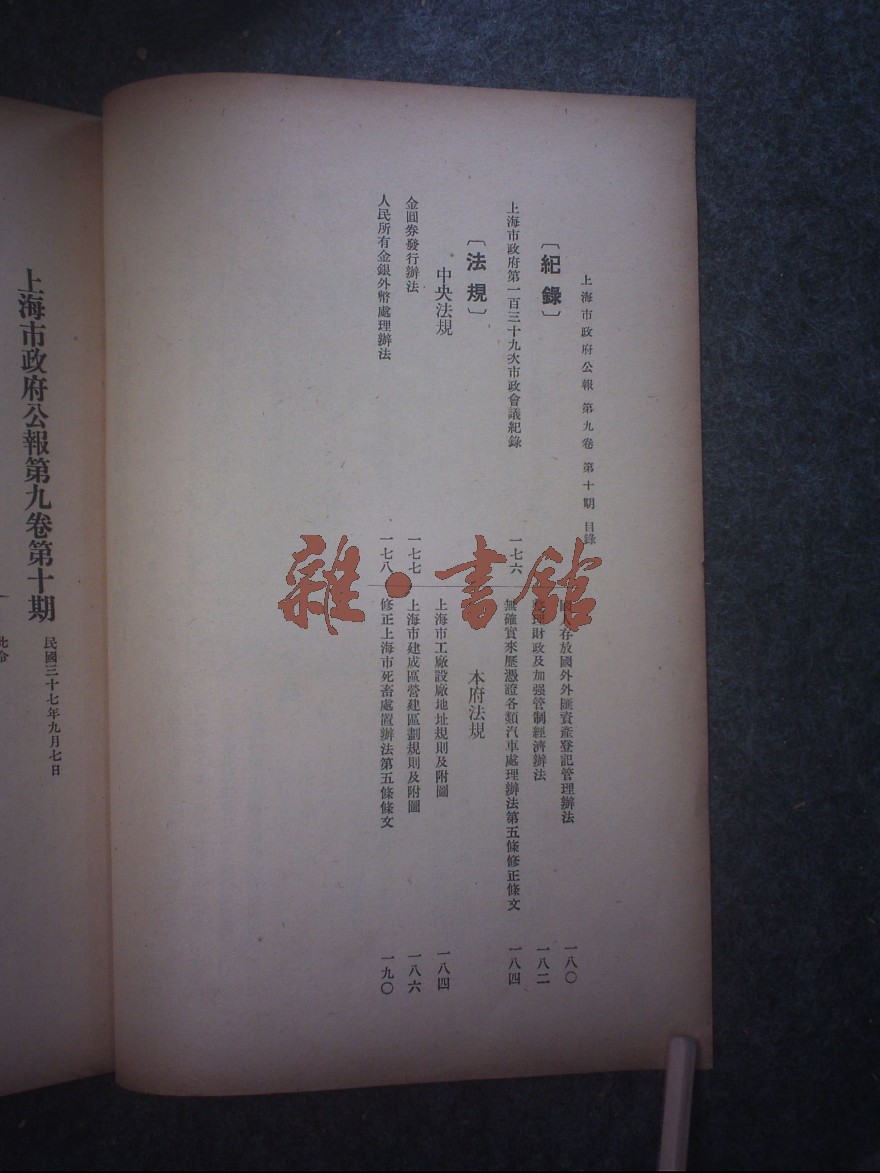 上海市政府公報 第九卷 第十期 目錄
〔紀錄〕
上海市政府第一百三十九次市政會議紀錄 一七六
〔法規〕
中央法規
金圓券發行辦法 一七七
人民所有金銀外幣處理辦法 一七八
人存放國外外匯資產登記管理辦法 一八〇
理財政及加强管制經濟辦法 一八二
無確實來歷憑證各類汽車處理辦法第五條修正條文 一八四
本府法規
上海市工廠設廠地址規則及附圖 一八四
上海市建成區營建區劃規則及附圖 一八六
修正上海市死畜處置辦法第五條條文 一九〇
上海市政府公報第九卷第十期
民國三十七年九月七日
此令
雜·書館